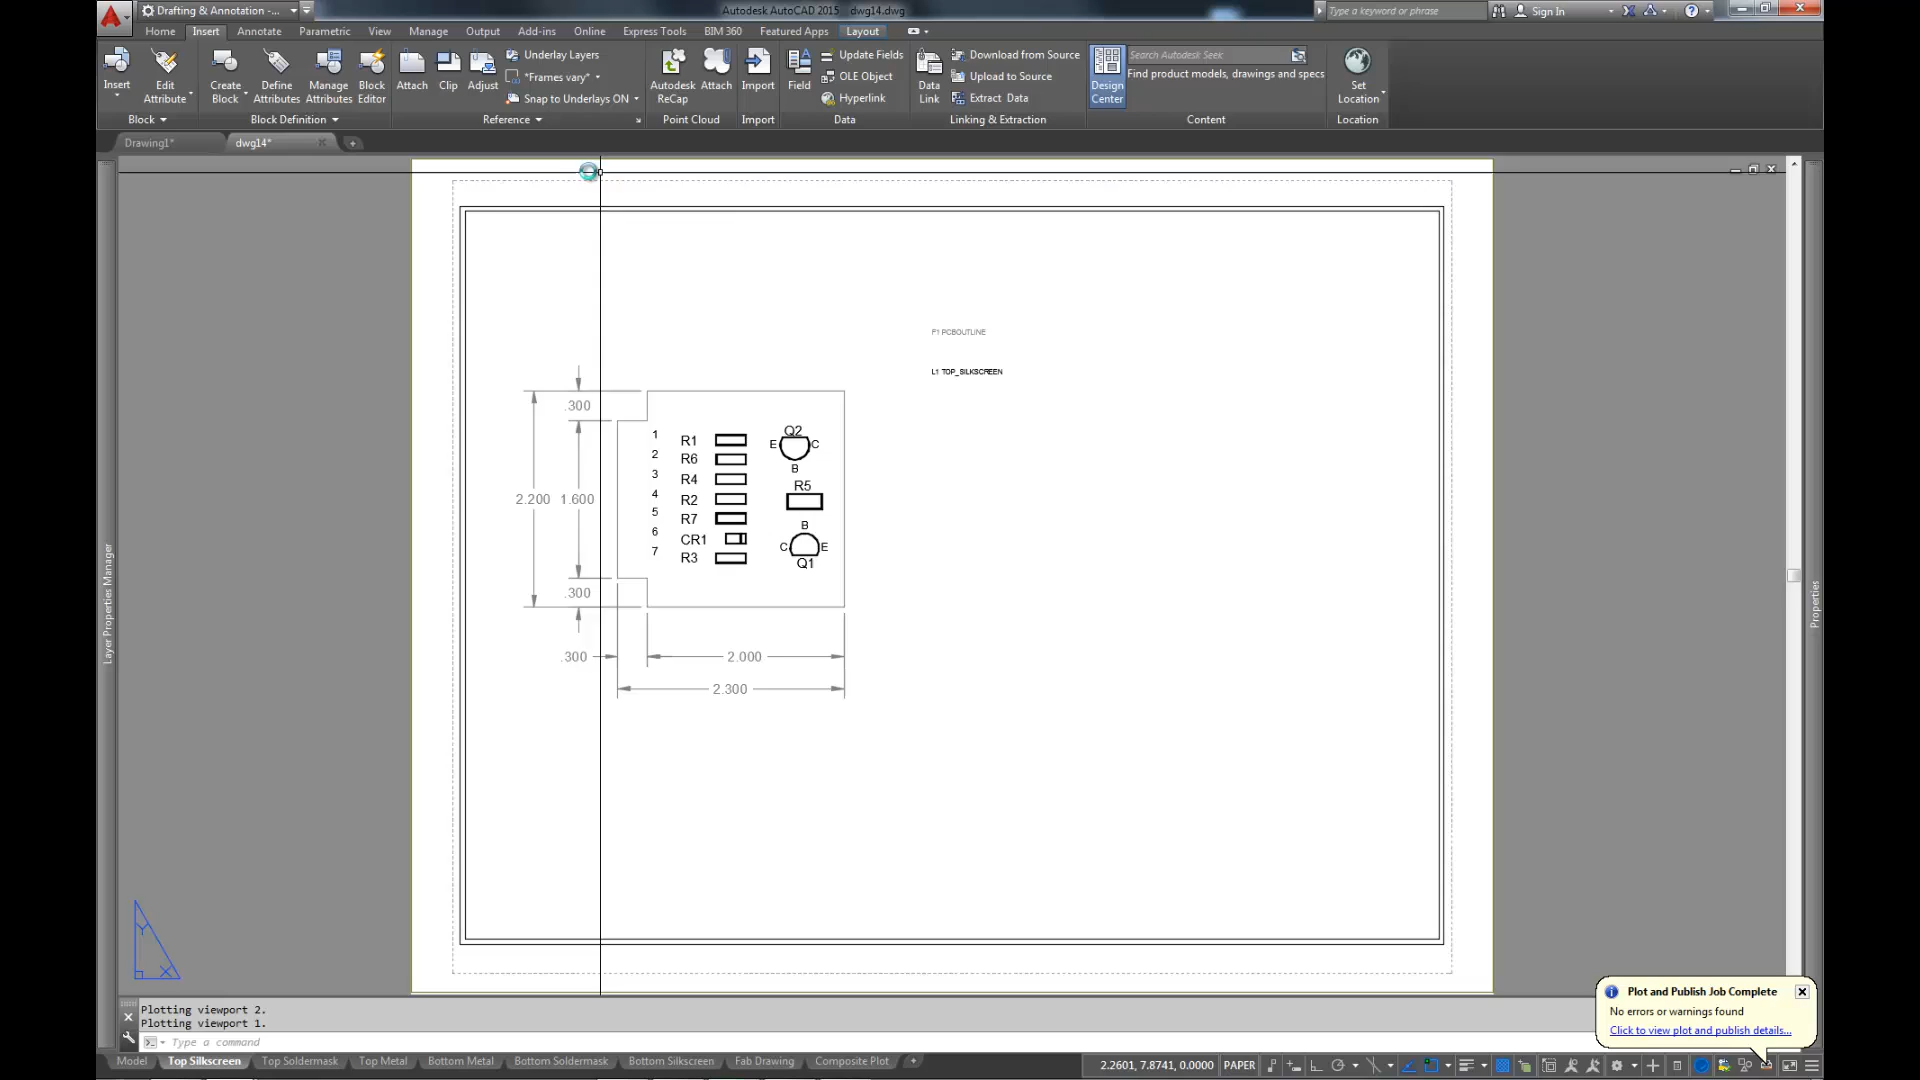 Drafting & Annotation -...
Autodesk AutoCAD 2015 dwg14.dwg
Type a keyword or phrase
Sign In
Home Insert Annotate Parametric View Manage Output Add-ins Online Express Tools BIM 360 Featured Apps Layout
Insert
Edit Attribute
Create Block
Define Attributes
Manage Attributes
Block Editor
Attach
Clip
Adjust
Underlay Layers
*Frames vary*
Snap to Underlays ON
Autodesk ReCap
Attach
Import
Field
Update Fields
OLE Object
Hyperlink
Data Link
Download from Source
Upload to Source
Extract Data
Design Center
Search Autodesk Seek
Find product models, drawings and specs
Set Location
Block Block Definition Reference Point Cloud Import Data Linking & Extraction Content Location
Drawing1* dwg14*
F1 PCBOUTLINE
L1 TOP_SILKSCREEN
.300
2.200 1.600
.300
.300 2.000
2.300
1 R1
2 R6
3 R4
4 R2
5 R7
6 CR1
7 R3
Q2
E C
B
R5
B
C E
Q1
Layer Properties Manager
Properties
Y
X
Plotting viewport 2.
Plotting viewport 1.
Type a command
Plot and Publish Job Complete
No errors or warnings found
Click to view plot and publish details...
Model Top Silkscreen Top Soldermask Top Metal Bottom Metal Bottom Soldermask Bottom Silkscreen Fab Drawing Composite Plot
2.2601, 7.8741, 0.0000 PAPER